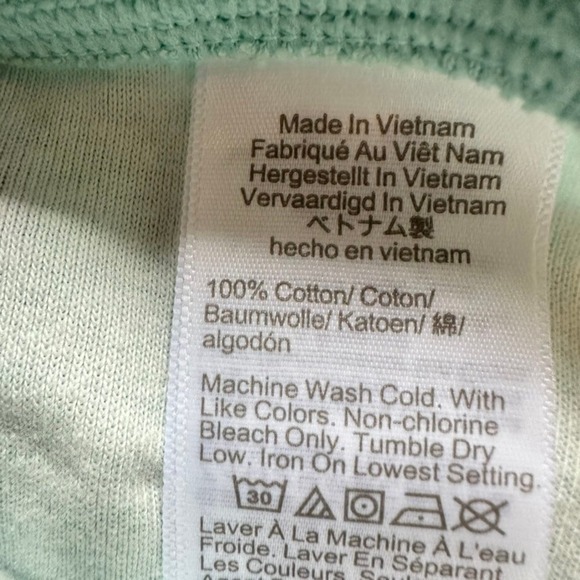 Made In Vietnam
Fabriqué Au Viêt Nam
Hergestellt In Vietnam
Vervaardigd In Vietnam
ベトナム製
hecho en vietnam
100% Cotton/ Coton/
Baumwolle/ Katoen/ 綿/
algodón
Machine Wash Cold. With
Like Colors. Non-chlorine
Bleach Only. Tumble Dry
Low. Iron On Lowest Setting.
30
Laver À La Machine À L'eau
Froide. Laver En Séparant
Les Couleurs.